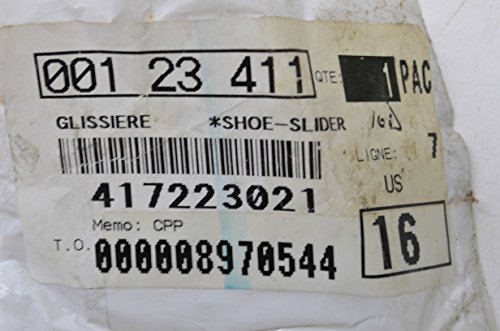 001 23 411 QTE: 1 PAC
GLISSIERE *SHOE-SLIDER
LIGNE: 7
417223021 US
Memo: CPP 16
T.O. 000008970544